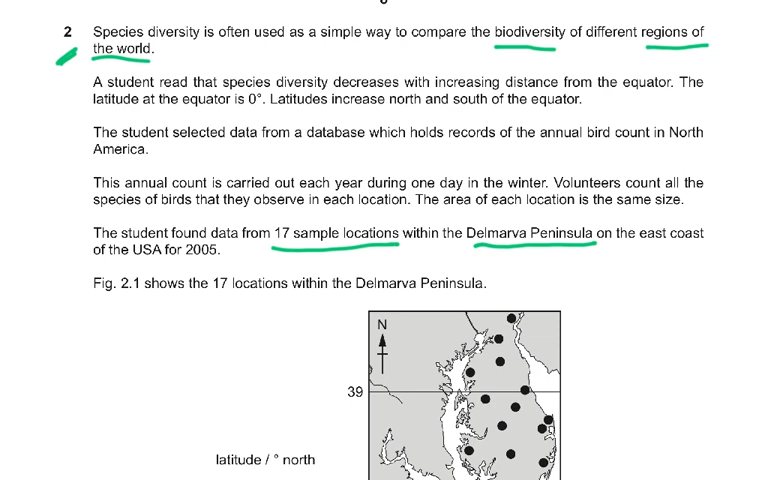 2 Species diversity is often used as a simple way to compare the biodiversity of different regions of
the world.
A student read that species diversity decreases with increasing distance from the equator. The
latitude at the equator is 0°. Latitudes increase north and south of the equator.
The student selected data from a database which holds records of the annual bird count in North
America.
This annual count is carried out each year during one day in the winter. Volunteers count all the
species of birds that they observe in each location. The area of each location is the same size.
The student found data from 17 sample locations within the Delmarva Peninsula on the east coast
of the USA for 2005.
Fig. 2.1 shows the 17 locations within the Delmarva Peninsula.
N
39
latitude / ° north